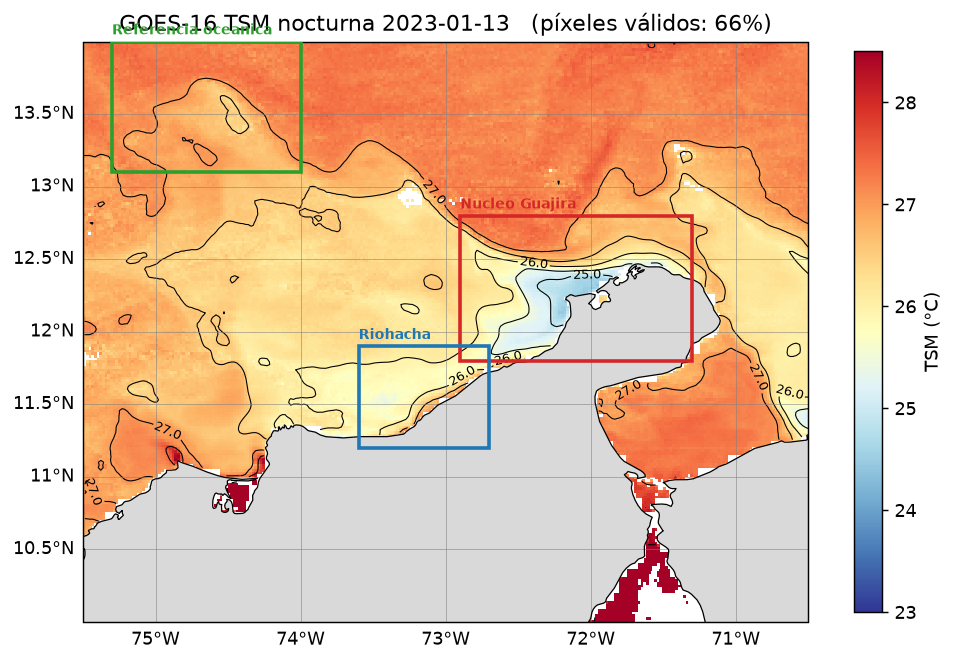 GOES-16 TSM nocturna 2023-01-13   (píxeles válidos: 66%)
Referencia oceanica
Nucleo Guajira
Riohacha
27.0
26.0
25.0
26.0
26.0
27.0
27.0
26.0
27.0
27.0
13.5°N
13°N
12.5°N
12°N
11.5°N
11°N
10.5°N
75°W
74°W
73°W
72°W
71°W
28
27
26
25
24
23
TSM (°C)